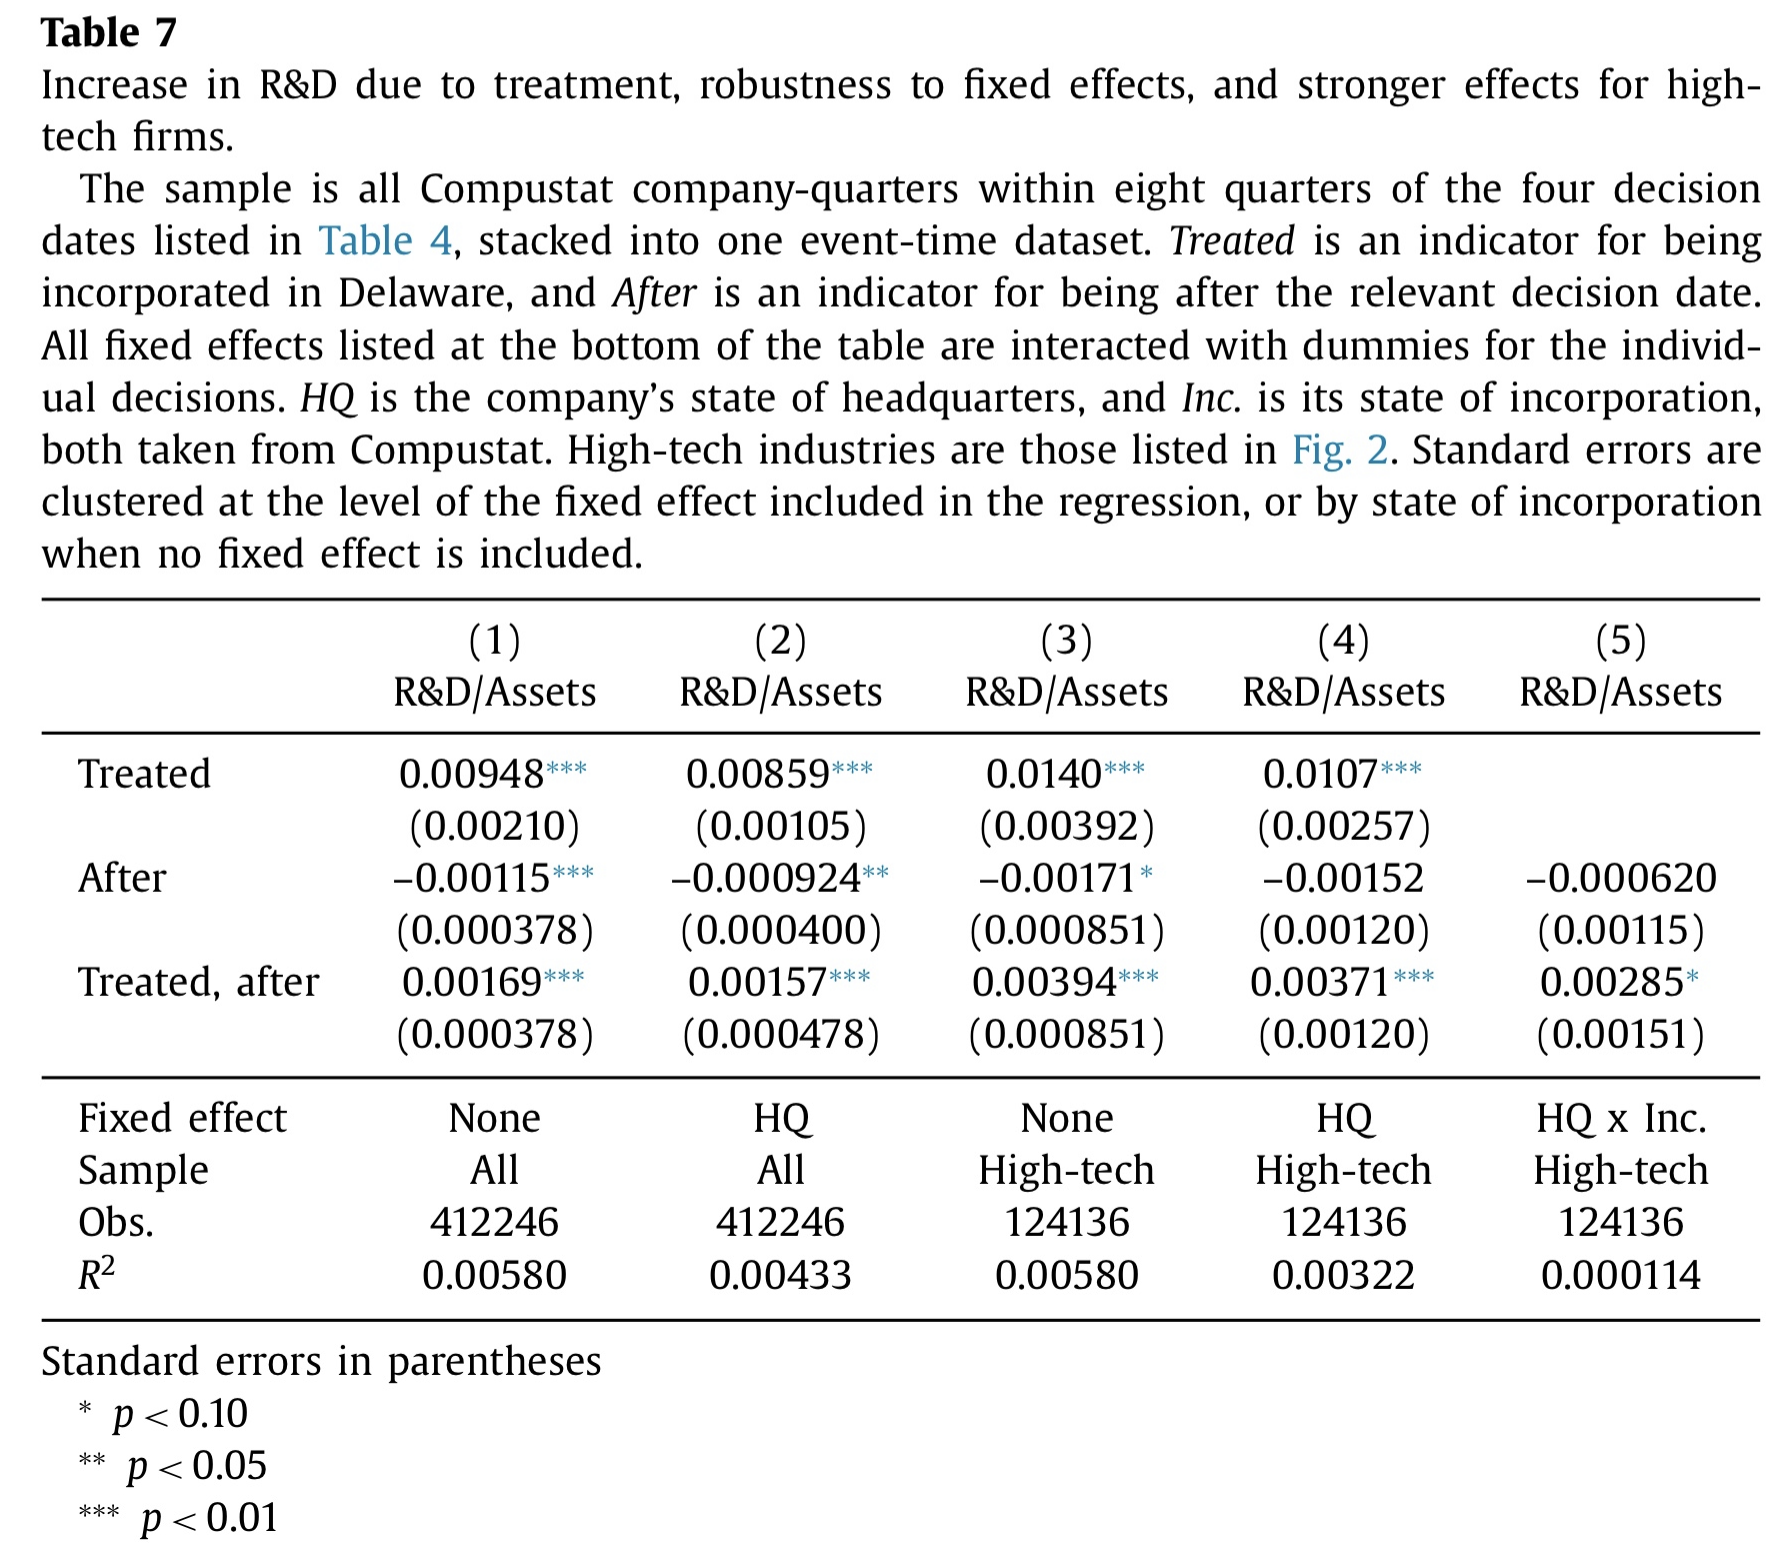 Table 7
Increase in R&D due to treatment, robustness to fixed effects, and stronger effects for high-
tech firms.
The sample is all Compustat company-quarters within eight quarters of the four decision
dates listed in Table 4, stacked into one event-time dataset. Treated is an indicator for being
incorporated in Delaware, and After is an indicator for being after the relevant decision date.
All fixed effects listed at the bottom of the table are interacted with dummies for the individ-
ual decisions. HQ is the company's state of headquarters, and Inc. is its state of incorporation,
both taken from Compustat. High-tech industries are those listed in Fig. 2. Standard errors are
clustered at the level of the fixed effect included in the regression, or by state of incorporation
when no fixed effect is included.
(1) (2) (3) (4) (5)
R&D/Assets R&D/Assets R&D/Assets R&D/Assets R&D/Assets
Treated 0.00948*** 0.00859*** 0.0140*** 0.0107***
(0.00210) (0.00105) (0.00392) (0.00257)
After –0.00115*** –0.000924** –0.00171* –0.00152 –0.000620
(0.000378) (0.000400) (0.000851) (0.00120) (0.00115)
Treated, after 0.00169*** 0.00157*** 0.00394*** 0.00371*** 0.00285*
(0.000378) (0.000478) (0.000851) (0.00120) (0.00151)
Fixed effect None HQ None HQ HQ x Inc.
Sample All All High-tech High-tech High-tech
Obs. 412246 412246 124136 124136 124136
R² 0.00580 0.00433 0.00580 0.00322 0.000114
Standard errors in parentheses
* p < 0.10
** p < 0.05
*** p < 0.01